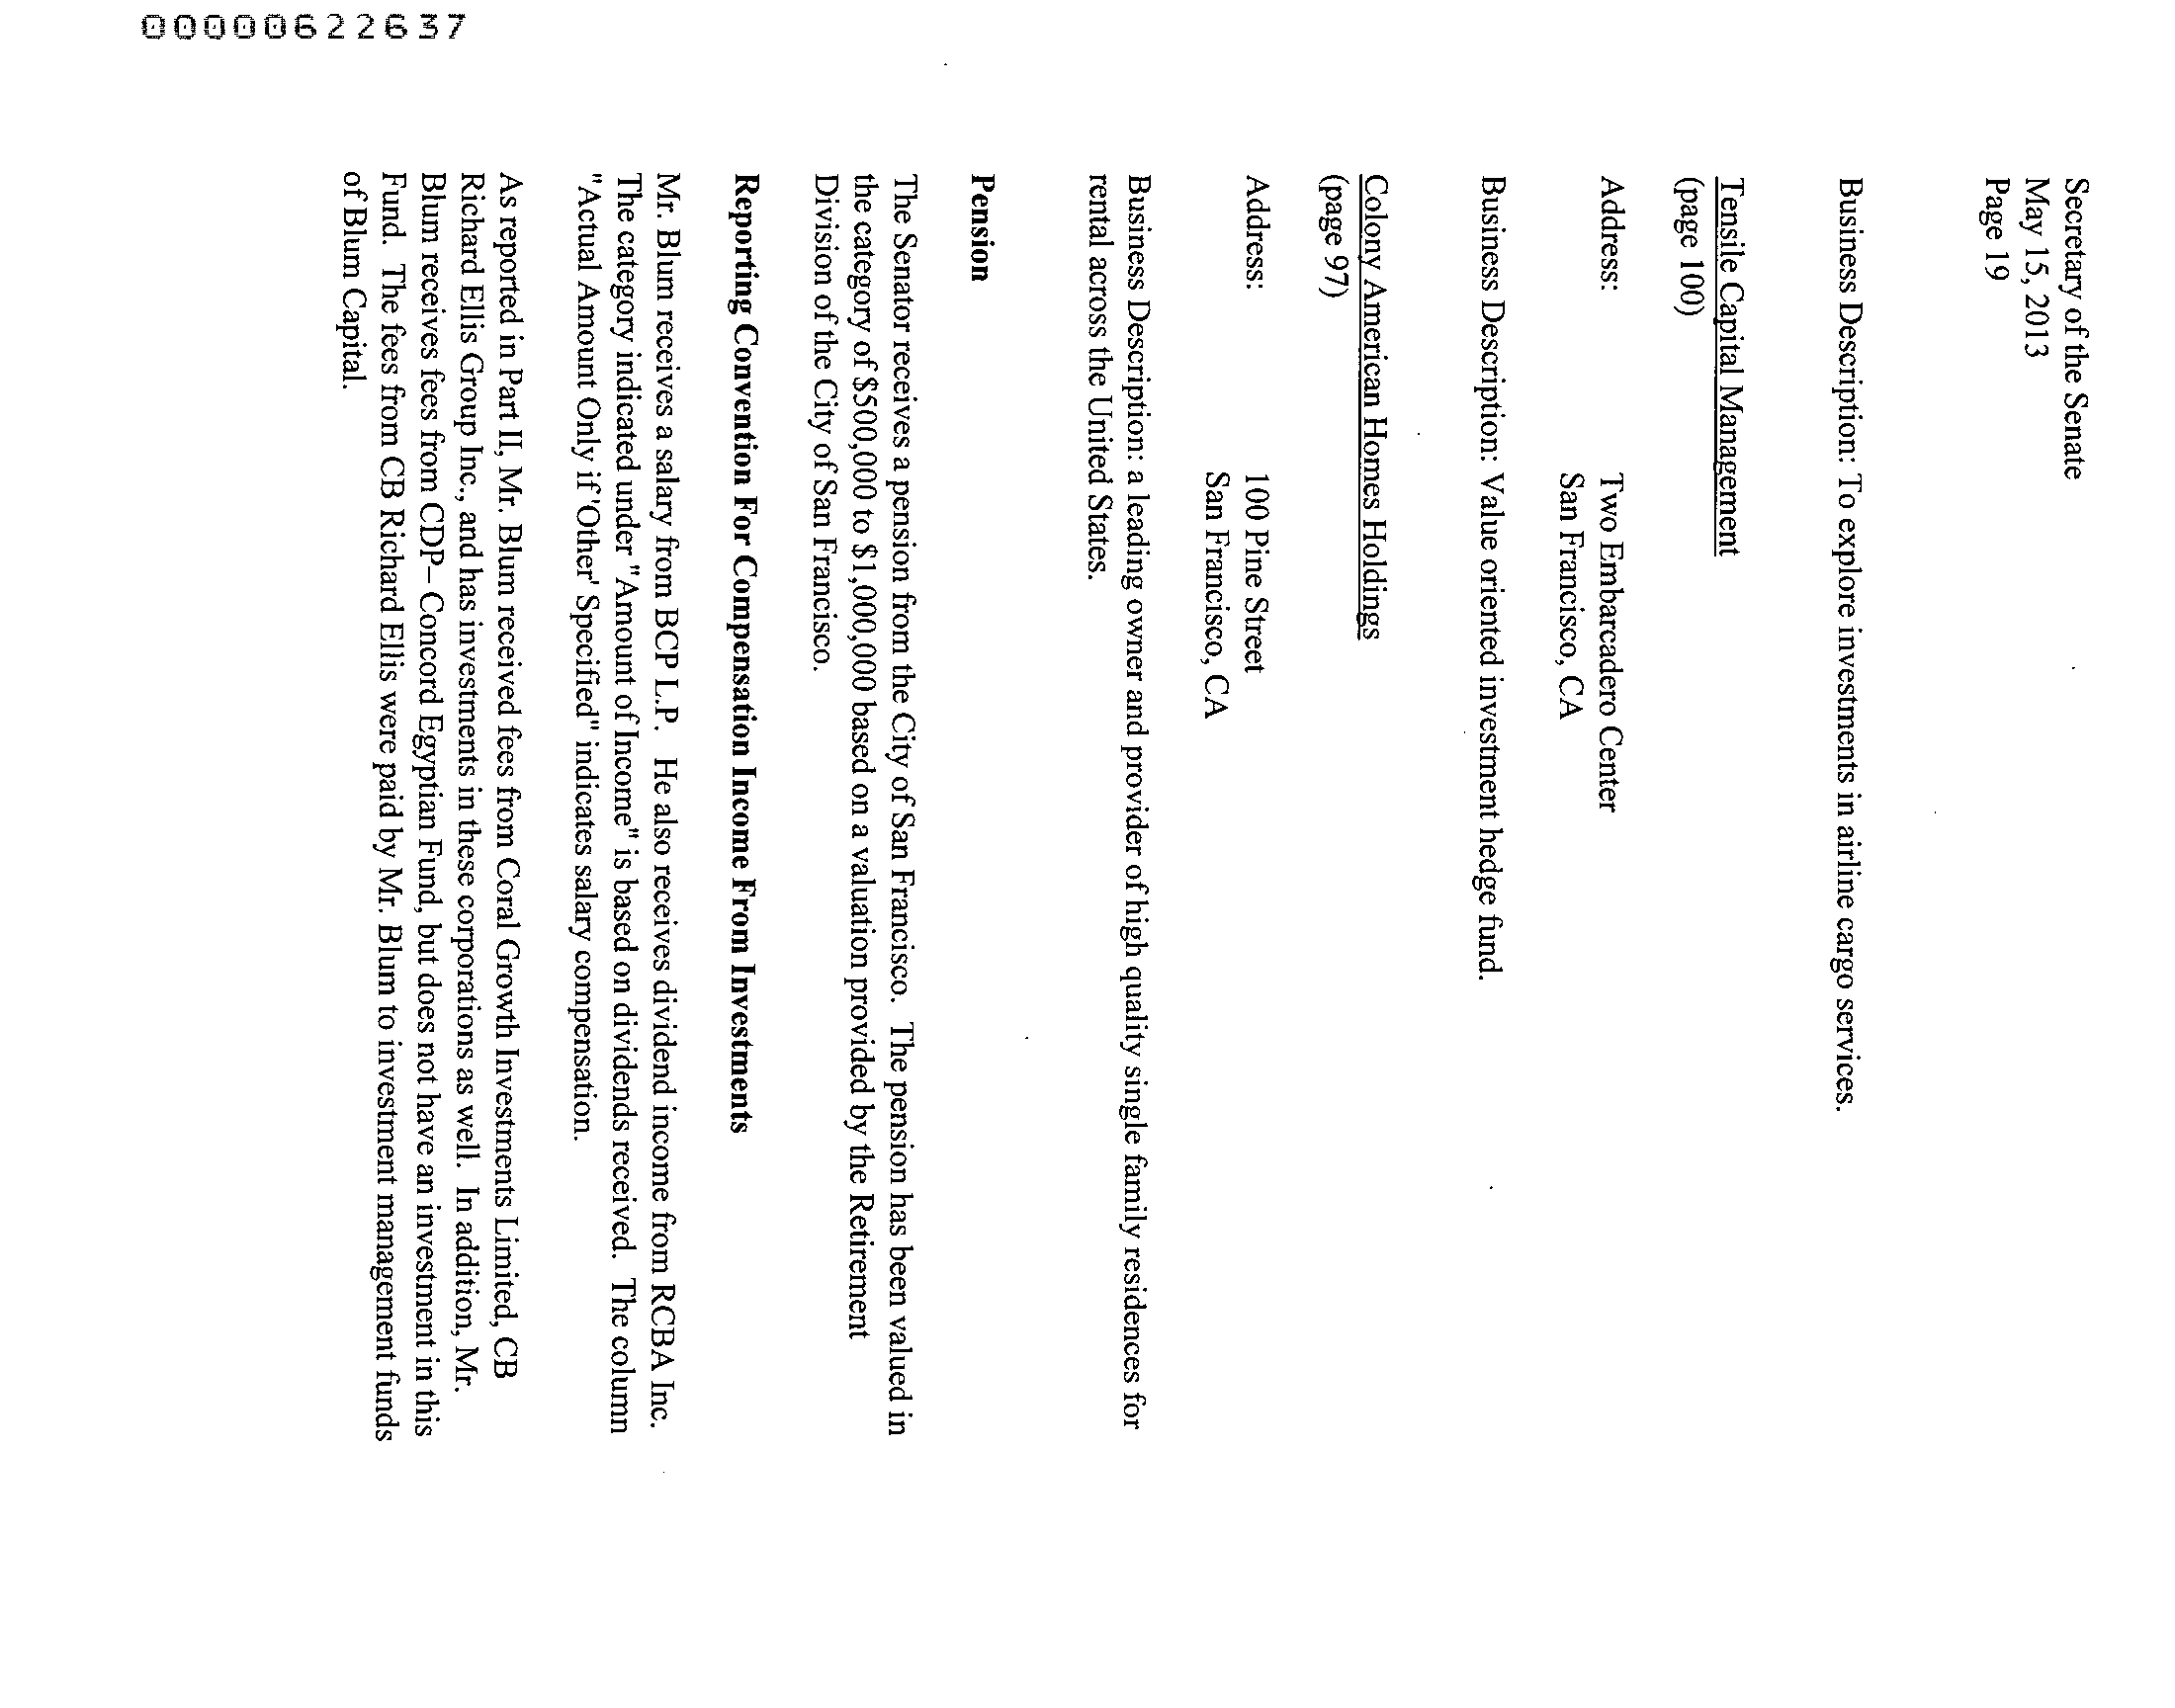 00000622637
Secretary of the Senate
May 15, 2013
Page 19
Business Description: To explore investments in airline cargo services.
Tensile Capital Management
(page 100)
Address: Two Embarcadero Center
San Francisco, CA
Business Description: Value oriented investment hedge fund.
Colony American Homes Holdings
(page 97)
Address: 100 Pine Street
San Francisco, CA
Business Description: a leading owner and provider of high quality single family residences for
rental across the United States.
Pension
The Senator receives a pension from the City of San Francisco. The pension has been valued in
the category of $500,000 to $1,000,000 based on a valuation provided by the Retirement
Division of the City of San Francisco.
Reporting Convention For Compensation Income From Investments
Mr. Blum receives a salary from BCP L.P. He also receives dividend income from RCBA Inc.
The category indicated under "Amount of Income" is based on dividends received. The column
"Actual Amount Only if 'Other' Specified" indicates salary compensation.
As reported in Part II, Mr. Blum received fees from Coral Growth Investments Limited, CB
Richard Ellis Group Inc., and has investments in these corporations as well. In addition, Mr.
Blum receives fees from CDP– Concord Egyptian Fund, but does not have an investment in this
Fund. The fees from CB Richard Ellis were paid by Mr. Blum to investment management funds
of Blum Capital.